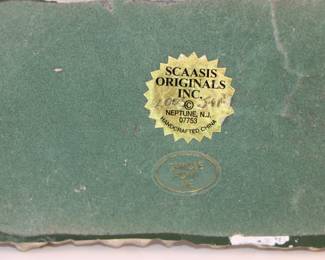 SCAASIS
ORIGINALS
INC.
©
NEPTUNE, N.J.
07753
HANDCRAFTED CHINA